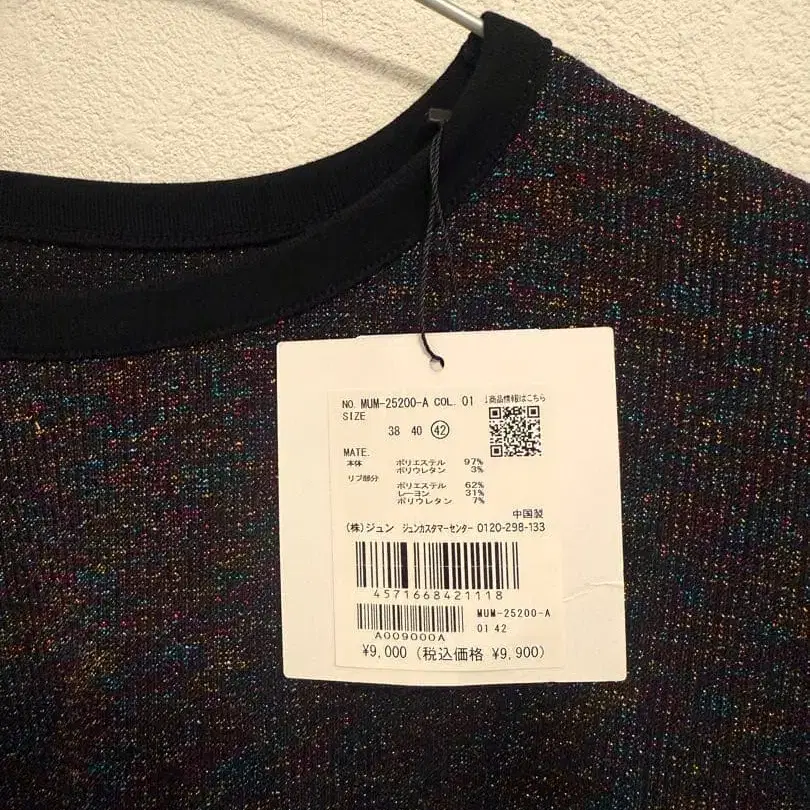 NO. MUM-25200-A COL. 01 ↓商品情報はこちら
SIZE
38 40 42
MATE.
本体 ポリエステル 97%
ポリウレタン 3%
リブ部分 ポリエステル 62%
レーヨン 31%
ポリウレタン 7%
中国製
(株)ジュン ジュンカスタマーセンター 0120-298-133
4571668421118
MUM-25200-A
01 42
A009000A
¥9,000 (税込価格 ¥9,900)